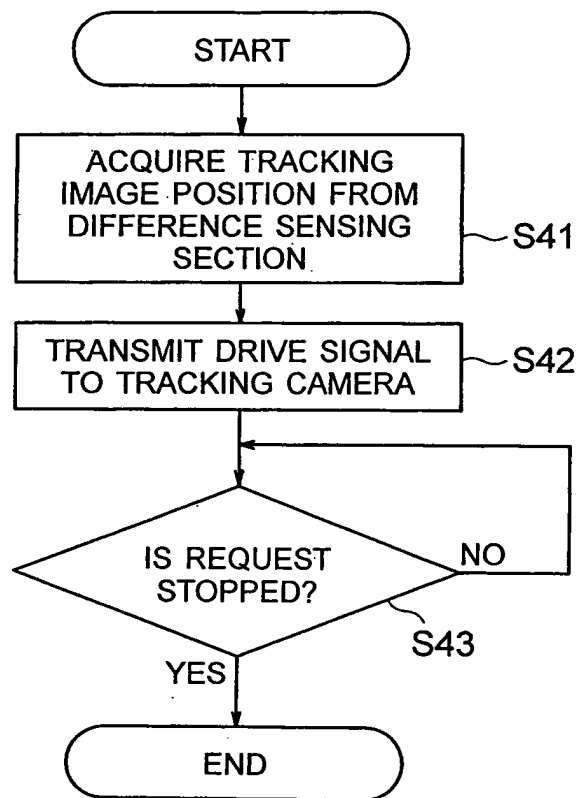 START
ACQUIRE TRACKING
IMAGE POSITION FROM
DIFFERENCE SENSING
SECTION
S41
TRANSMIT DRIVE SIGNAL
TO TRACKING CAMERA
S42
IS REQUEST
STOPPED?
NO
S43
YES
END